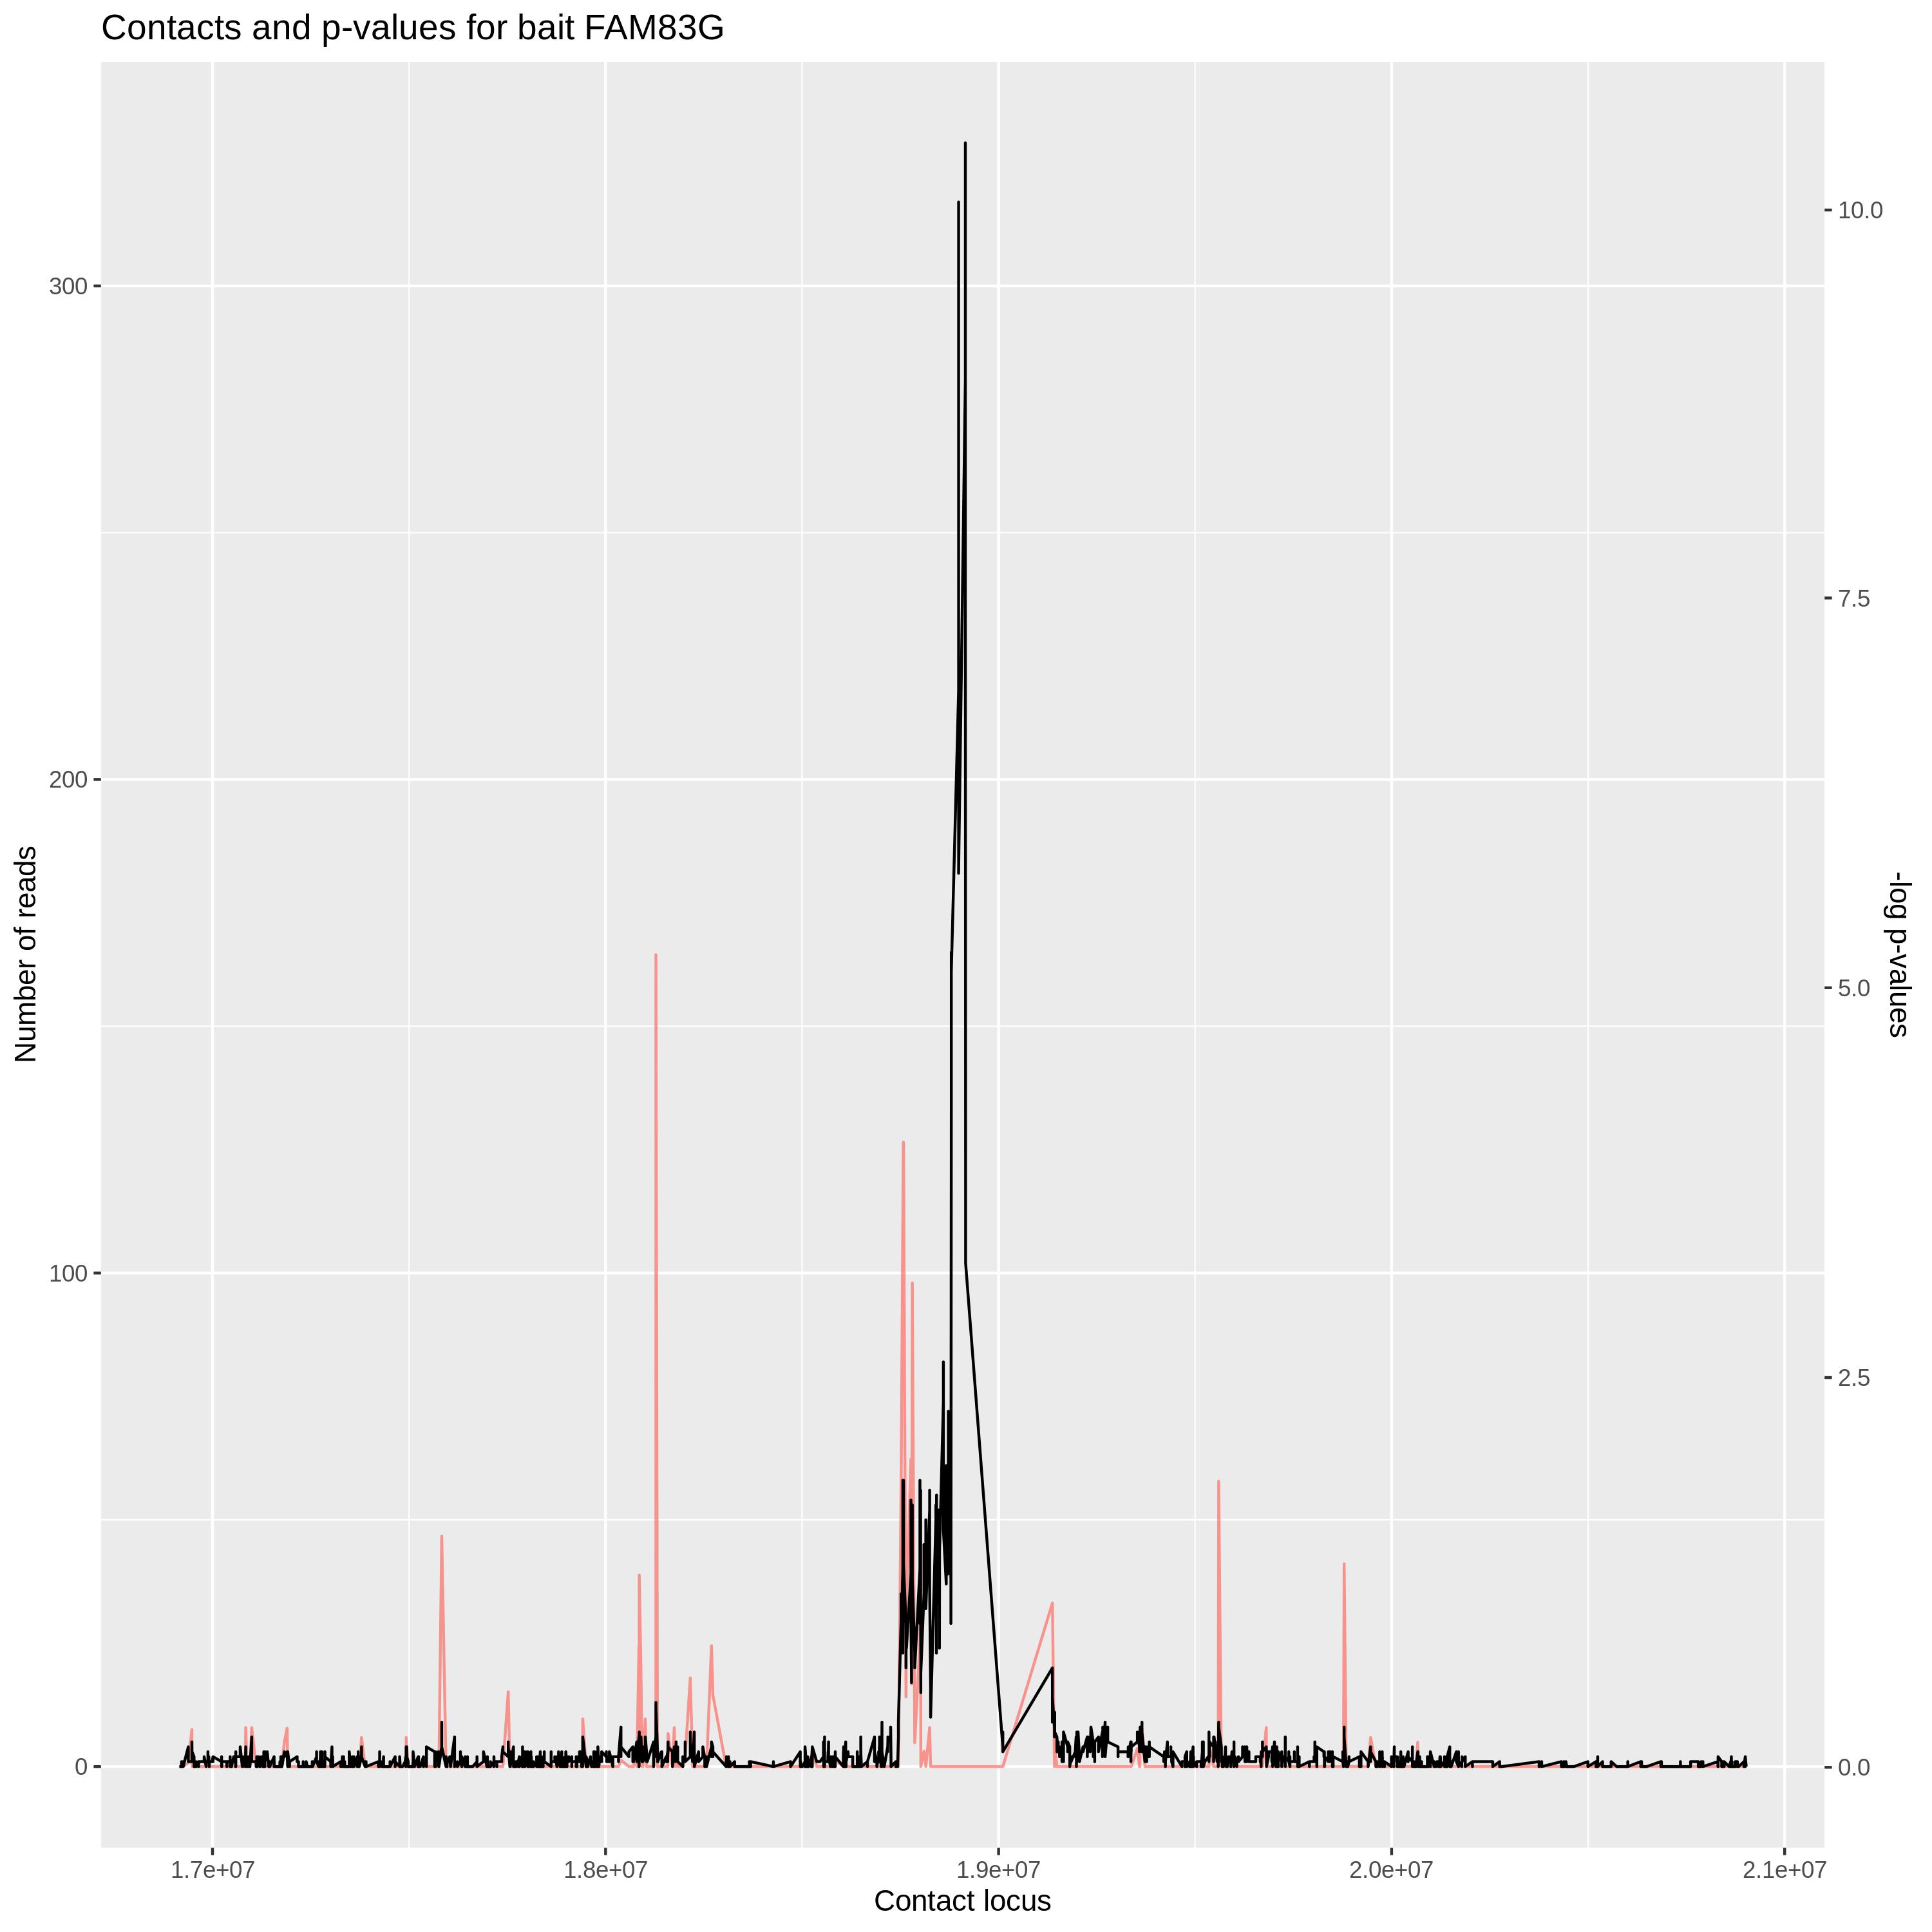 Contacts and p-values for bait FAM83G
300
200
100
0
Number of reads
10.0
7.5
5.0
2.5
0.0
-log p-values
1.7e+07
1.8e+07
1.9e+07
2.0e+07
2.1e+07
Contact locus